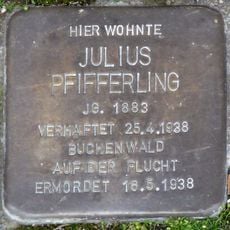 HIER WOHNTE
JULIUS
PFIFFERLING
JG. 1883
VERHAFTET 25.4.1938
BUCHENWALD
AUF DER FLUCHT
ERMORDET 16.5.1938